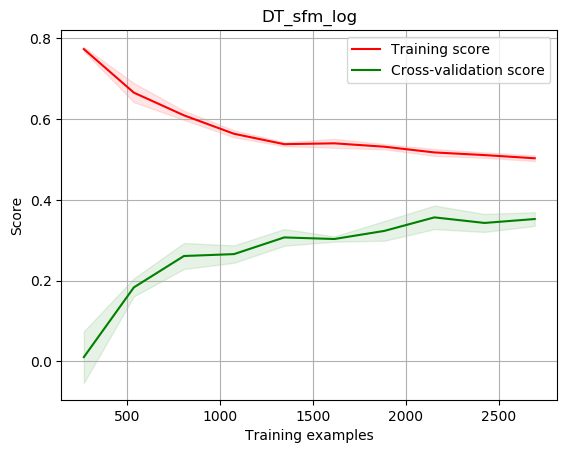 DT_sfm_log
Training score
Cross-validation score
Score
0.8
0.6
0.4
0.2
0.0
500
1000
1500
2000
2500
Training examples